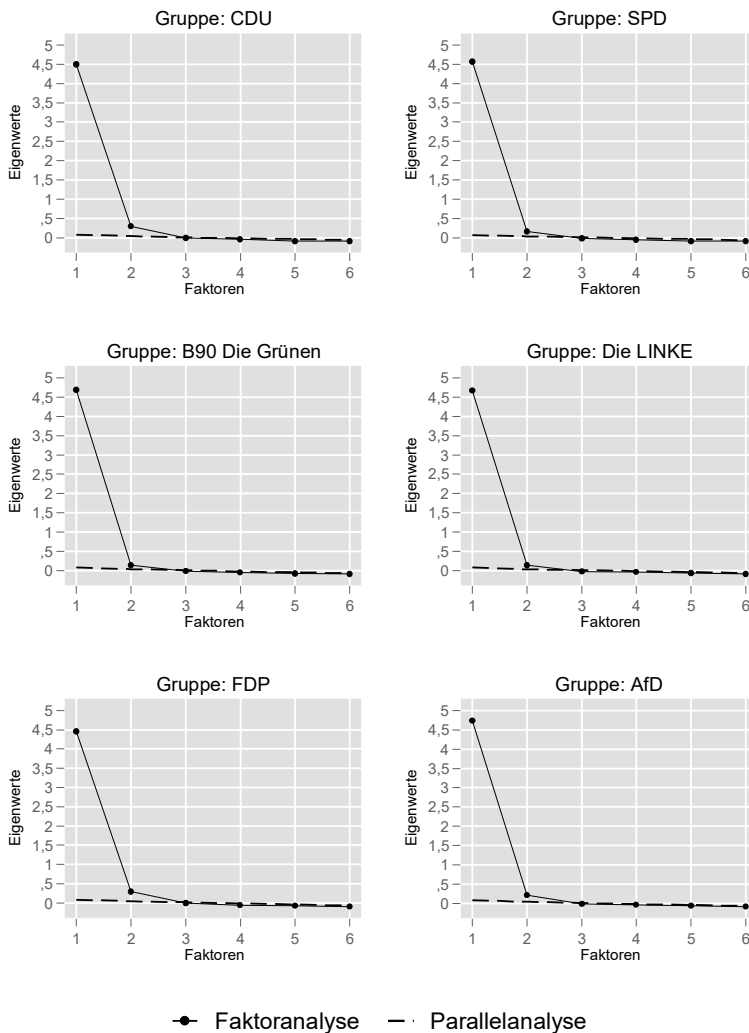 Gruppe: CDU
5
4,5
4
3,5
3
2,5
2
1,5
1
,5
0
Eigenwerte
1 2 3 4 5 6
Faktoren
Gruppe: SPD
5
4,5
4
3,5
3
2,5
2
1,5
1
,5
0
Eigenwerte
1 2 3 4 5 6
Faktoren
Gruppe: B90 Die Grünen
5
4,5
4
3,5
3
2,5
2
1,5
1
,5
0
Eigenwerte
1 2 3 4 5 6
Faktoren
Gruppe: Die LINKE
5
4,5
4
3,5
3
2,5
2
1,5
1
,5
0
Eigenwerte
1 2 3 4 5 6
Faktoren
Gruppe: FDP
5
4,5
4
3,5
3
2,5
2
1,5
1
,5
0
Eigenwerte
1 2 3 4 5 6
Faktoren
Gruppe: AfD
5
4,5
4
3,5
3
2,5
2
1,5
1
,5
0
Eigenwerte
1 2 3 4 5 6
Faktoren
Faktoranalyse Parallelanalyse